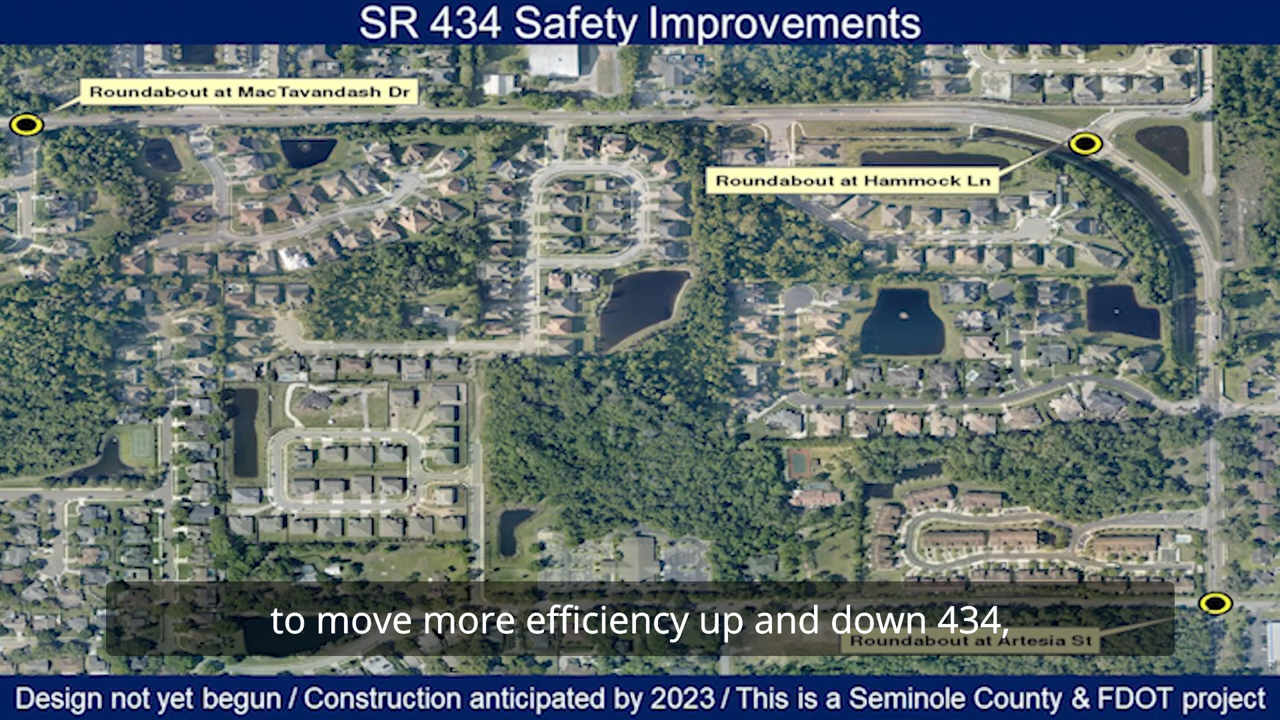 SR 434 Safety Improvements
Roundabout at MacTavandash Dr
Roundabout at Hammock Ln
to move more efficiency up and down 434,
Roundabout at Artesia St
Design not yet begun / Construction anticipated by 2023 / This is a Seminole County & FDOT project